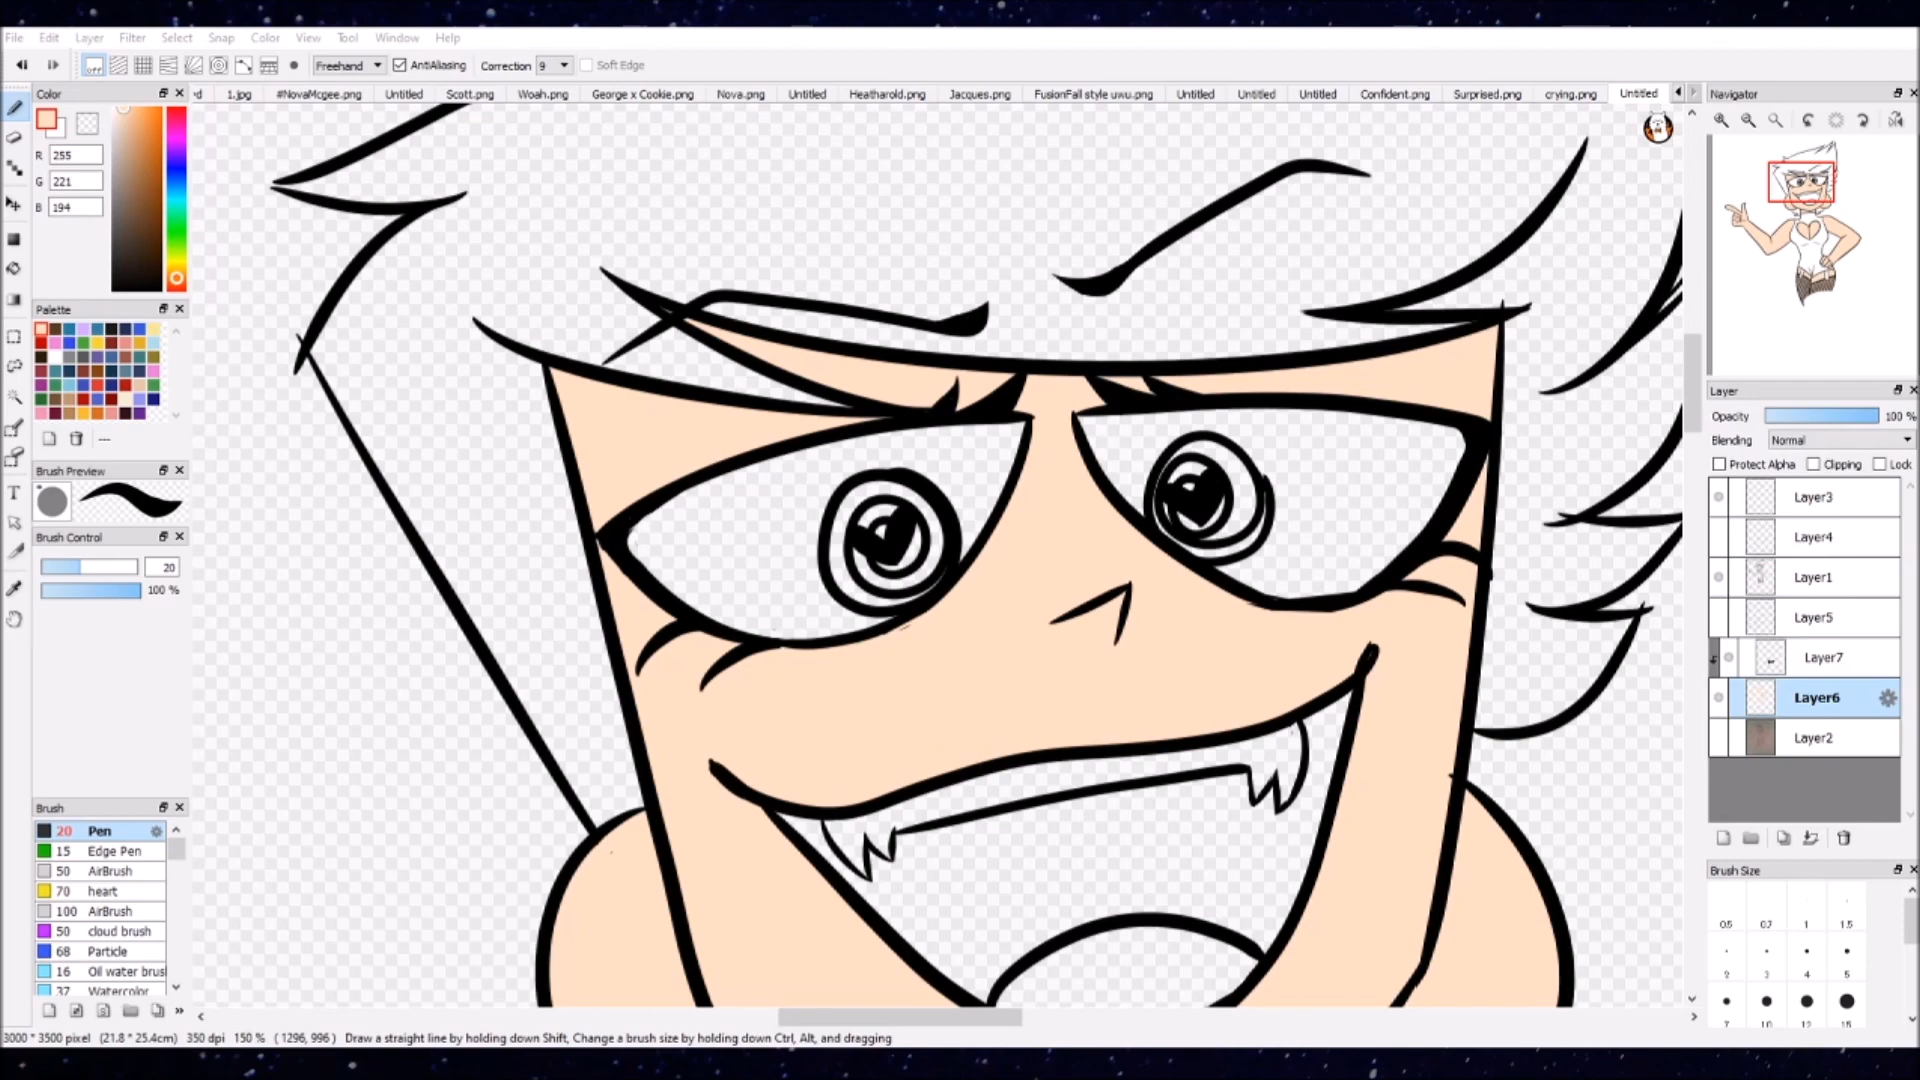 File Edit Layer Filter Select Snap Color View Tool Window Help
off Freehand AntiAliasing Correction 9 Soft Edge
Color
d 1.jpg #NovaMcgee.png Untitled Scott.png Woah.png George x Cookie.png Nova.png Untitled Heatharold.png Jacques.png FusionFall style uwu.png Untitled Untitled Untitled Confident.png Surprised.png crying.png Untitled
Navigator
R 255
G 221
B 194
Palette
Brush Preview
Brush Control
20
100 %
Brush
20 Pen
15 Edge Pen
50 AirBrush
70 heart
100 AirBrush
50 cloud brush
68 Particle
16 Oil water brus
37 Watercolor
Layer
Opacity 100 %
Blending Normal
Protect Alpha Clipping Lock
Layer3
Layer4
Layer1
Layer5
Layer7
Layer6
Layer2
Brush Size
0.5 0.7 1 1.5
2 3 4 5
7 10 12 15
3000 * 3500 pixel (21.8 * 25.4cm) 350 dpi 150 % ( 1296, 996 ) Draw a straight line by holding down Shift, Change a brush size by holding down Ctrl, Alt, and dragging